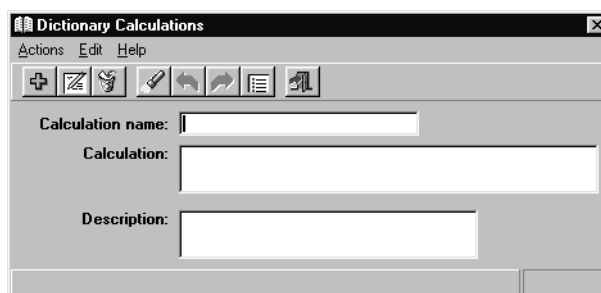 Dictionary Calculations
Actions Edit Help
Calculation name:
Calculation:
Description: